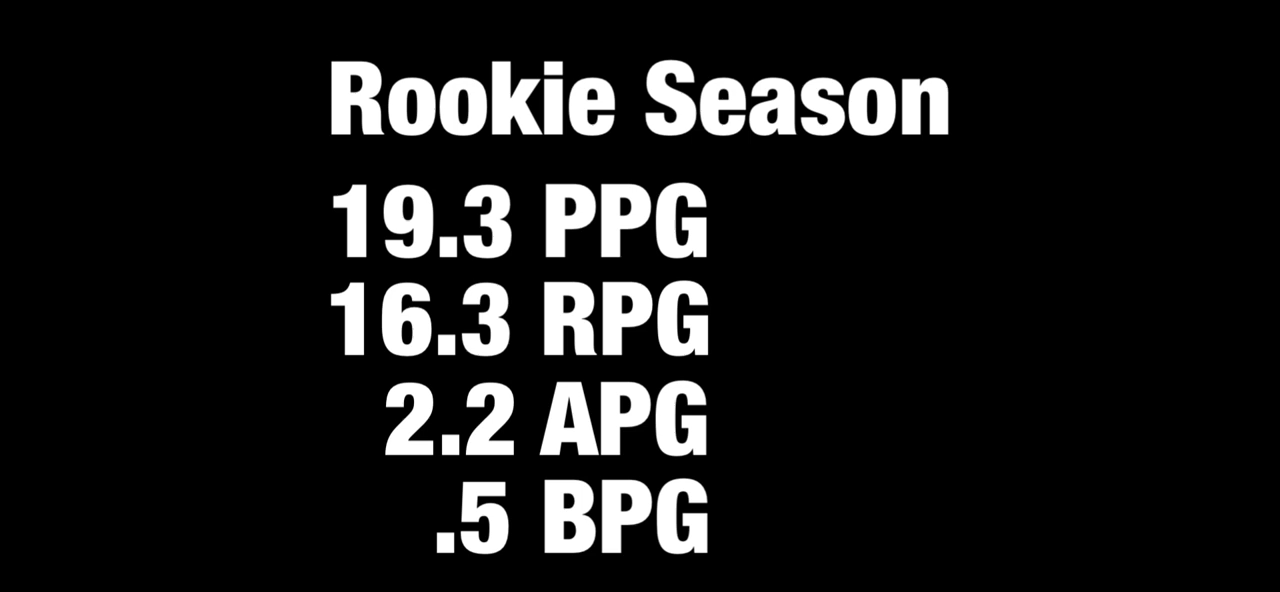 Rookie Season
19.3 PPG
16.3 RPG
2.2 APG
.5 BPG